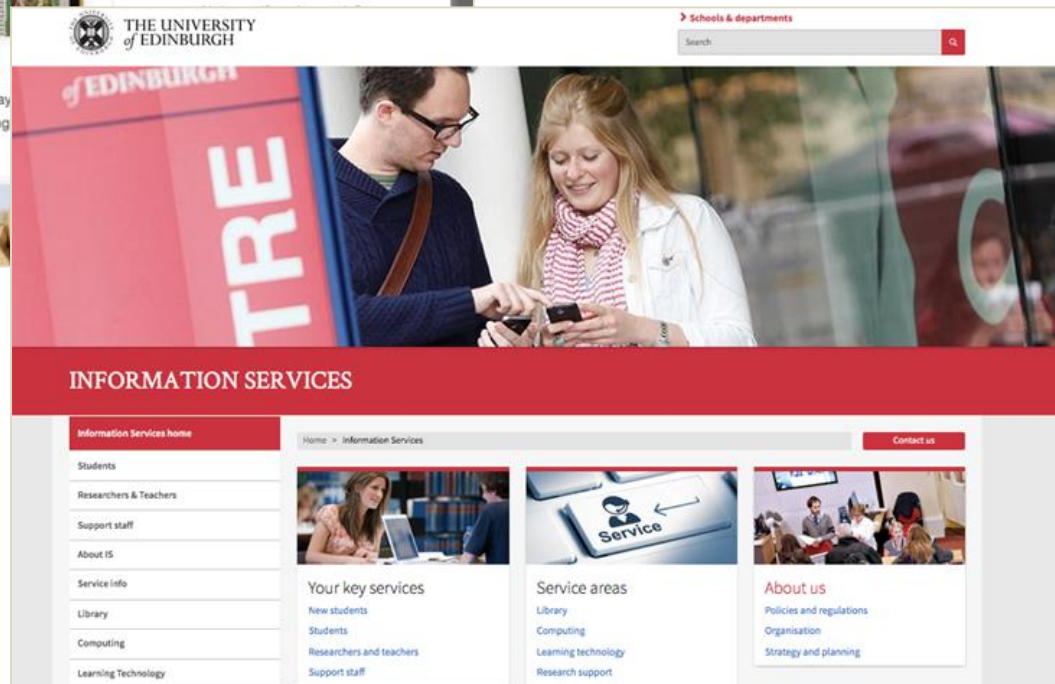 THE UNIVERSITY
of EDINBURGH
Schools & departments
Search
of EDINBURGH
TRE
INFORMATION SERVICES
Information Services home
Students
Researchers & Teachers
Support staff
About IS
Service info
Library
Computing
Learning Technology
Home > Information Services
Contact us
Service
Your key services
New students
Students
Researchers and teachers
Support staff
Service areas
Library
Computing
Learning technology
Research support
About us
Policies and regulations
Organisation
Strategy and planning